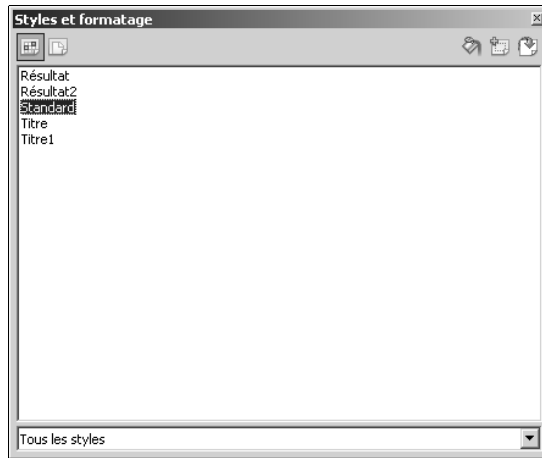 Styles et formatage
Résultat
Résultat2
Standard
Titre
Titre1
Tous les styles